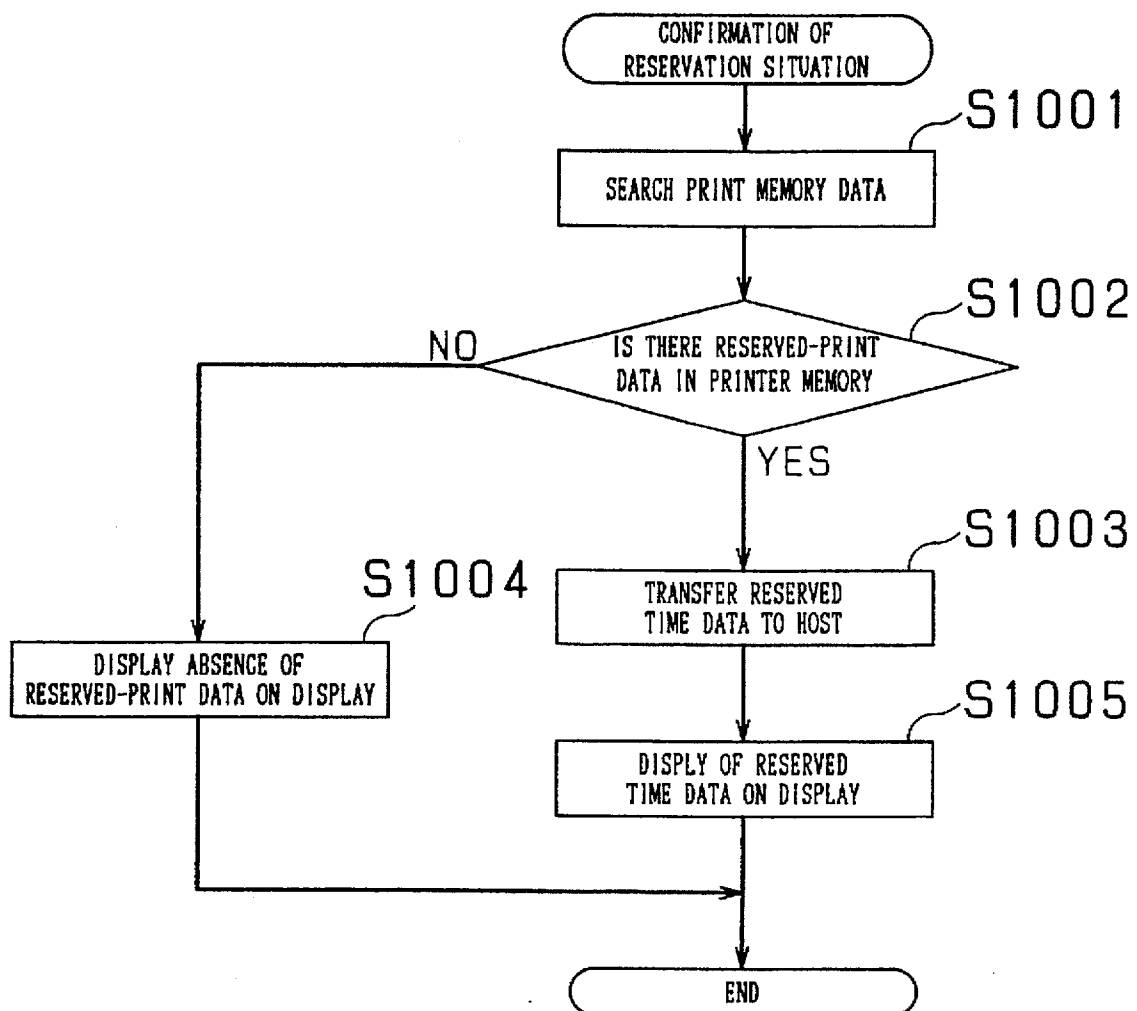 CONFIRMATION OF
RESERVATION SITUATION
S1001
SEARCH PRINT MEMORY DATA
S1002
IS THERE RESERVED-PRINT
DATA IN PRINTER MEMORY
NO
YES
S1003
TRANSFER RESERVED
TIME DATA TO HOST
S1004
DISPLAY ABSENCE OF
RESERVED-PRINT DATA ON DISPLAY
S1005
DISPLY OF RESERVED
TIME DATA ON DISPLAY
END